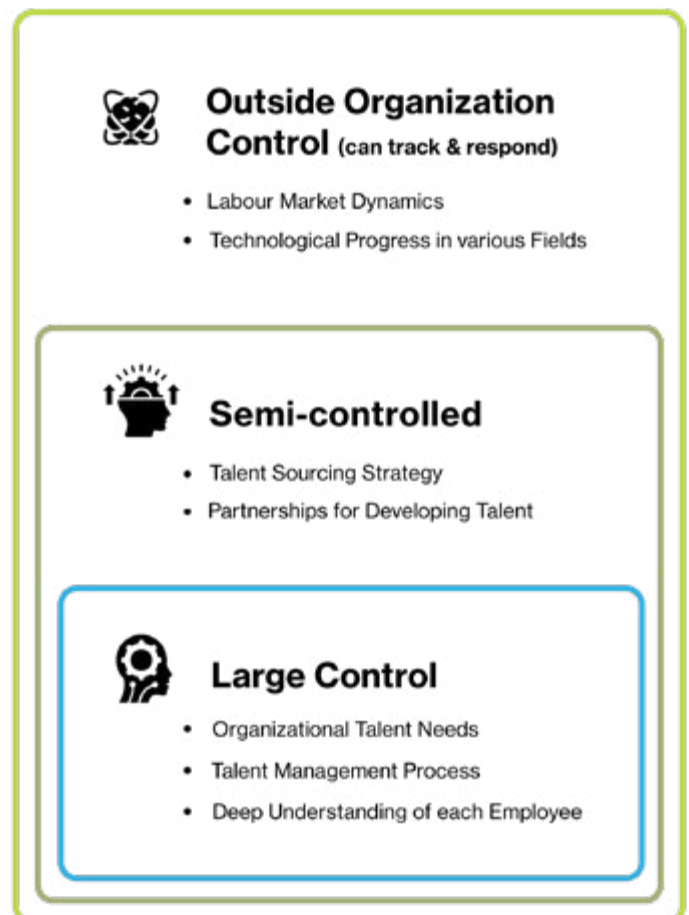 Outside Organization
Control (can track & respond)
• Labour Market Dynamics
• Technological Progress in various Fields
Semi-controlled
• Talent Sourcing Strategy
• Partnerships for Developing Talent
Large Control
• Organizational Talent Needs
• Talent Management Process
• Deep Understanding of each Employee